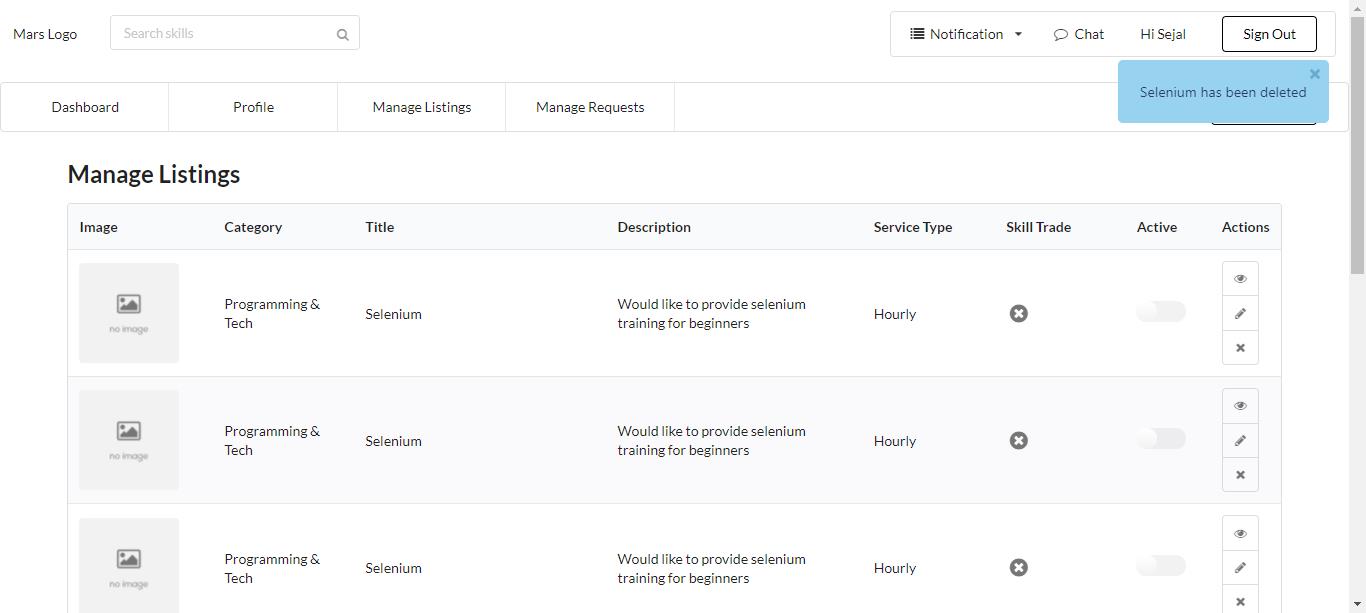 Mars Logo
Search skills
Notification
Chat
Hi Sejal
Sign Out
Selenium has been deleted
Dashboard
Profile
Manage Listings
Manage Requests
Manage Listings
Image
Category
Title
Description
Service Type
Skill Trade
Active
Actions
no image
Programming &
Tech
Selenium
Would like to provide selenium
training for beginners
Hourly
no image
Programming &
Tech
Selenium
Would like to provide selenium
training for beginners
Hourly
no image
Programming &
Tech
Selenium
Would like to provide selenium
training for beginners
Hourly